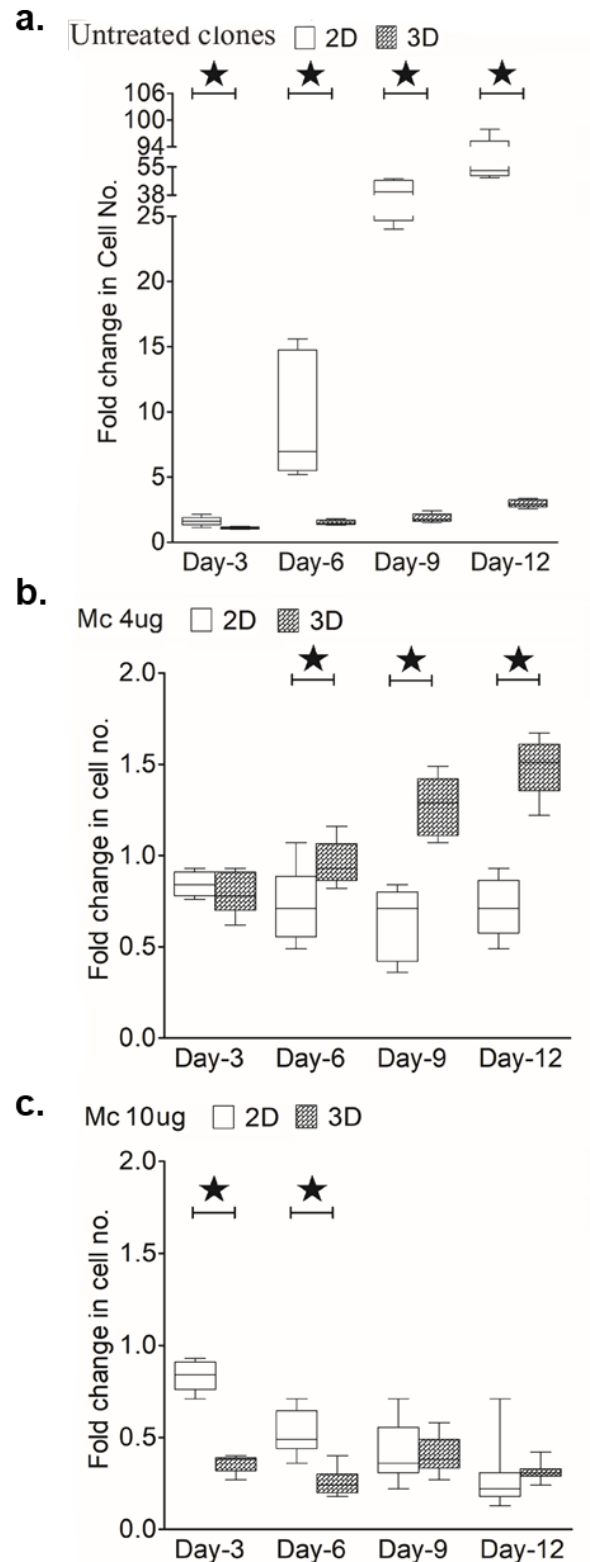 a.
Untreated clones 2D 3D
★ ★ ★ ★
106
100
94
55
38
25
20
15
10
5
0
Fold change in Cell No.
Day-3 Day-6 Day-9 Day-12
b.
Mc 4ug 2D 3D
★ ★ ★
2.0
1.5
1.0
0.5
0.0
Fold change in cell no.
Day-3 Day-6 Day-9 Day-12
c.
Mc 10ug 2D 3D
★ ★
2.0
1.5
1.0
0.5
0.0
Fold change in cell no.
Day-3 Day-6 Day-9 Day-12